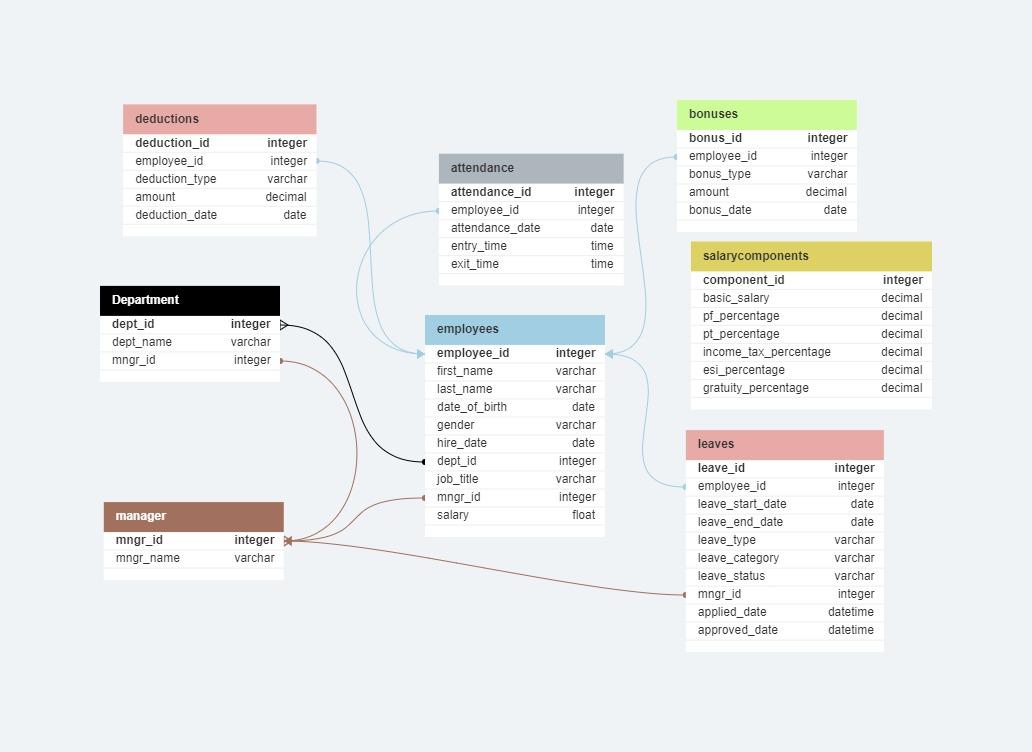 deductions
deduction_id integer
employee_id integer
deduction_type varchar
amount decimal
deduction_date date
attendance
attendance_id integer
employee_id integer
attendance_date date
entry_time time
exit_time time
bonuses
bonus_id integer
employee_id integer
bonus_type varchar
amount decimal
bonus_date date
salarycomponents
component_id integer
basic_salary decimal
pf_percentage decimal
pt_percentage decimal
income_tax_percentage decimal
esi_percentage decimal
gratuity_percentage decimal
Department
dept_id integer
dept_name varchar
mngr_id integer
employees
employee_id integer
first_name varchar
last_name varchar
date_of_birth date
gender varchar
hire_date date
dept_id integer
job_title varchar
mngr_id integer
salary float
leaves
leave_id integer
employee_id integer
leave_start_date date
leave_end_date date
leave_type varchar
leave_category varchar
leave_status varchar
mngr_id integer
applied_date datetime
approved_date datetime
manager
mngr_id integer
mngr_name varchar